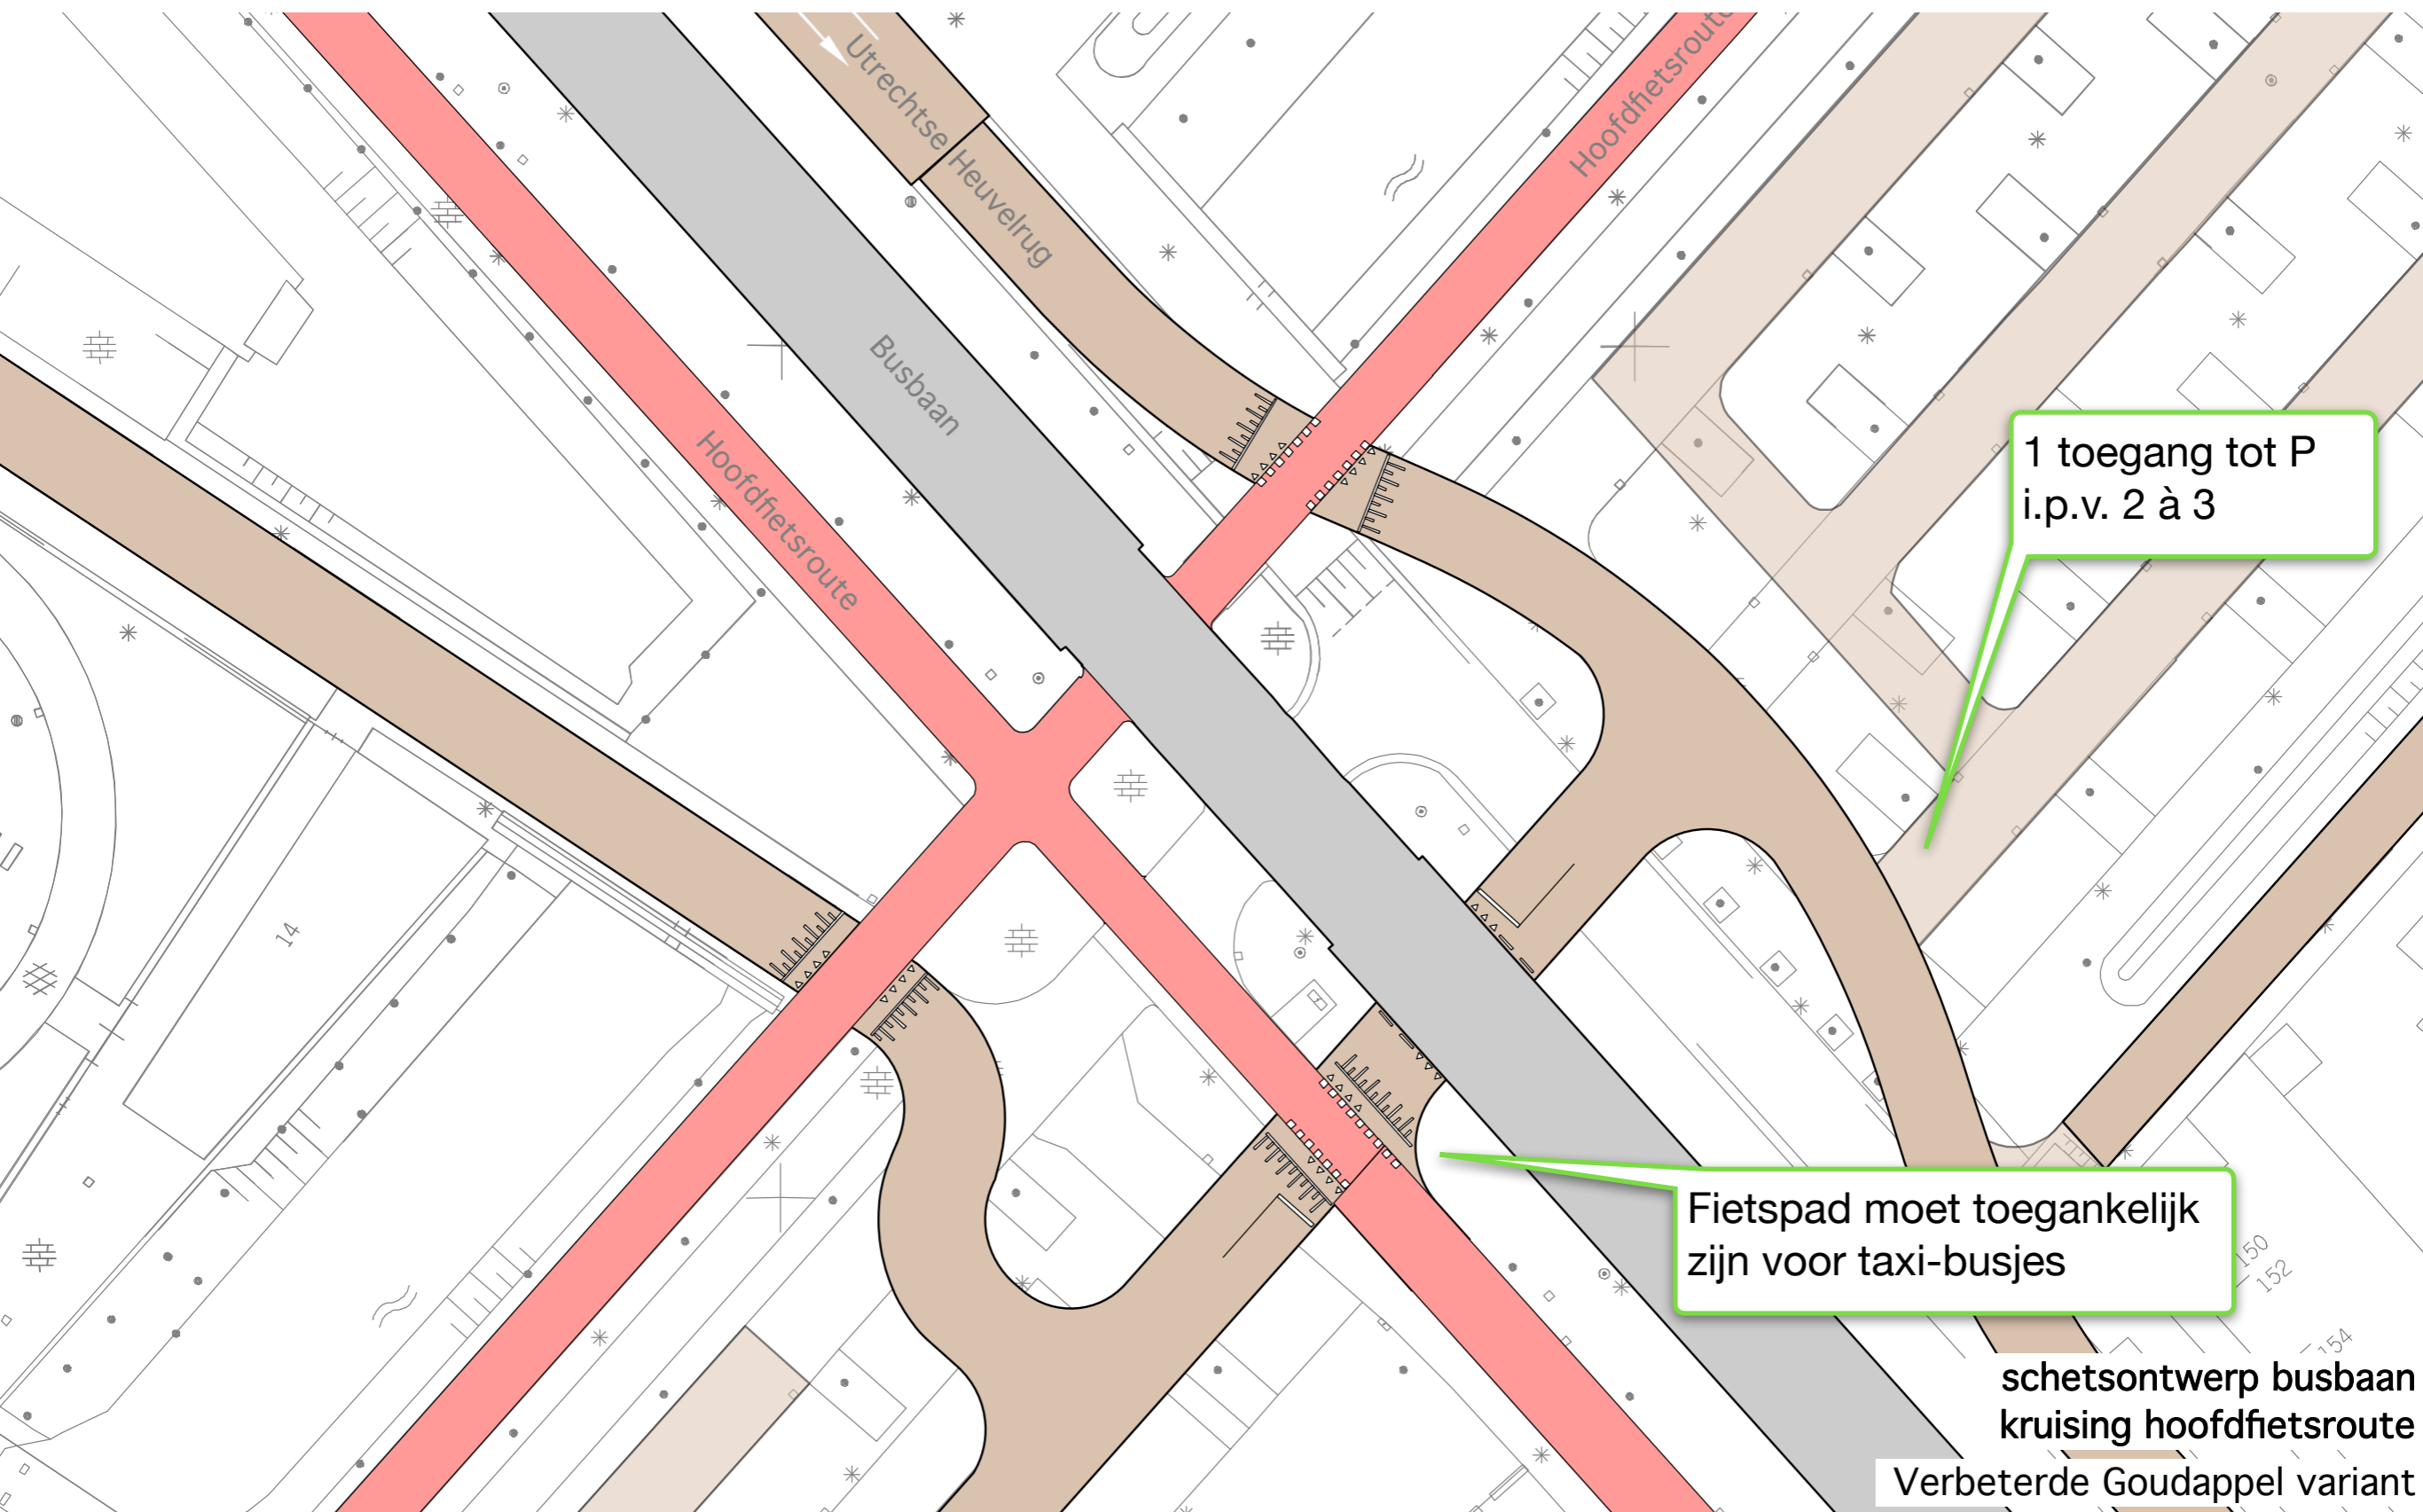 Utrechtse Heuvelrug
Hoofdfietsroute
Busbaan
Hoofdfietsroute
1 toegang tot P
i.p.v. 2 à 3
14
Fietspad moet toegankelijk
zijn voor taxi-busjes
150
152
154
schetsontwerp busbaan
kruising hoofdfietsroute
Verbeterde Goudappel variant